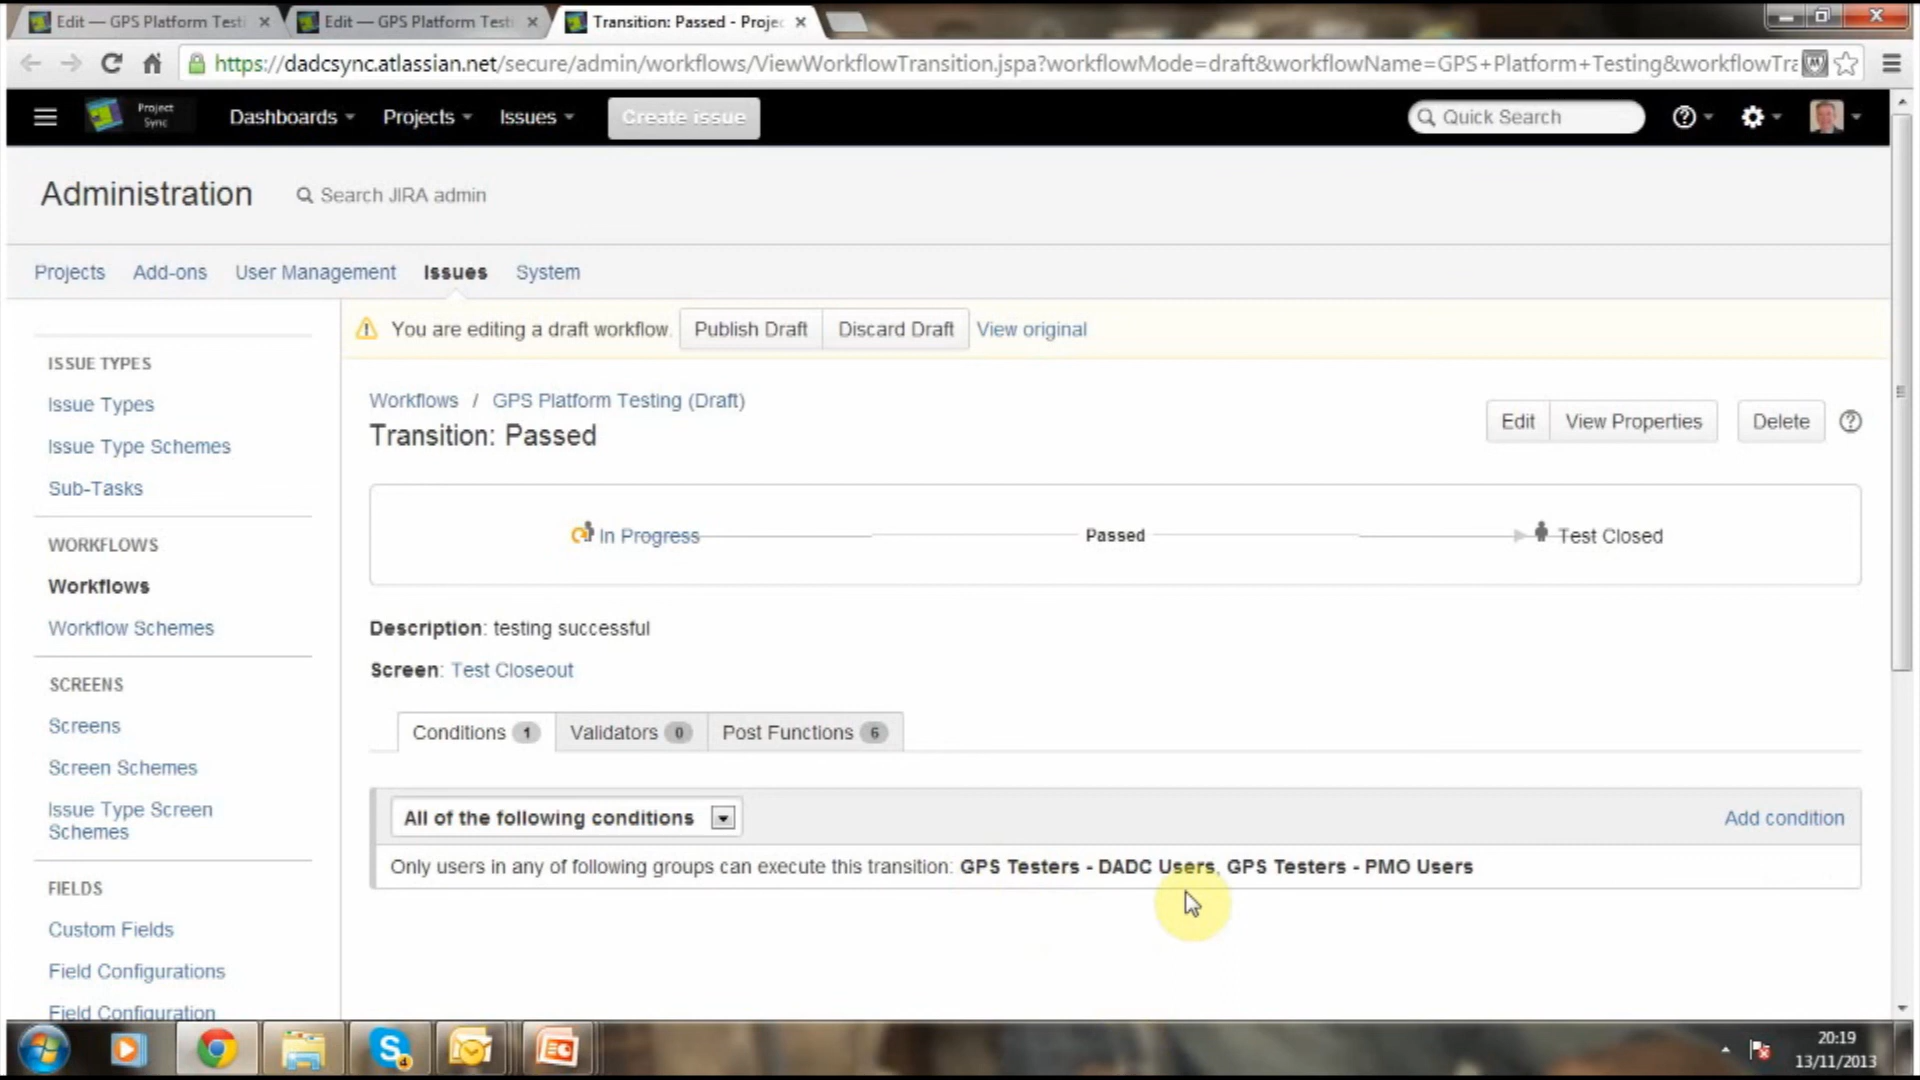 Edit — GPS Platform Testi
Edit — GPS Platform Testi
Transition: Passed - Projec
https://dadcsync.atlassian.net/secure/admin/workflows/ViewWorkflowTransition.jspa?workflowMode=draft&workflowName=GPS+Platform+Testing&workflowTra
Project
Sync
Dashboards
Projects
Issues
Create issue
Quick Search
Administration
Search JIRA admin
Projects
Add-ons
User Management
Issues
System
You are editing a draft workflow.
Publish Draft
Discard Draft
View original
ISSUE TYPES
Issue Types
Issue Type Schemes
Sub-Tasks
WORKFLOWS
Workflows
Workflow Schemes
SCREENS
Screens
Screen Schemes
Issue Type Screen
Schemes
FIELDS
Custom Fields
Field Configurations
Field Configuration
Workflows / GPS Platform Testing (Draft)
Transition: Passed
Edit
View Properties
Delete
In Progress
Passed
Test Closed
Description: testing successful
Screen: Test Closeout
Conditions 1
Validators 0
Post Functions 6
All of the following conditions
Add condition
Only users in any of following groups can execute this transition: GPS Testers - DADC Users, GPS Testers - PMO Users
4
20:19
13/11/2013